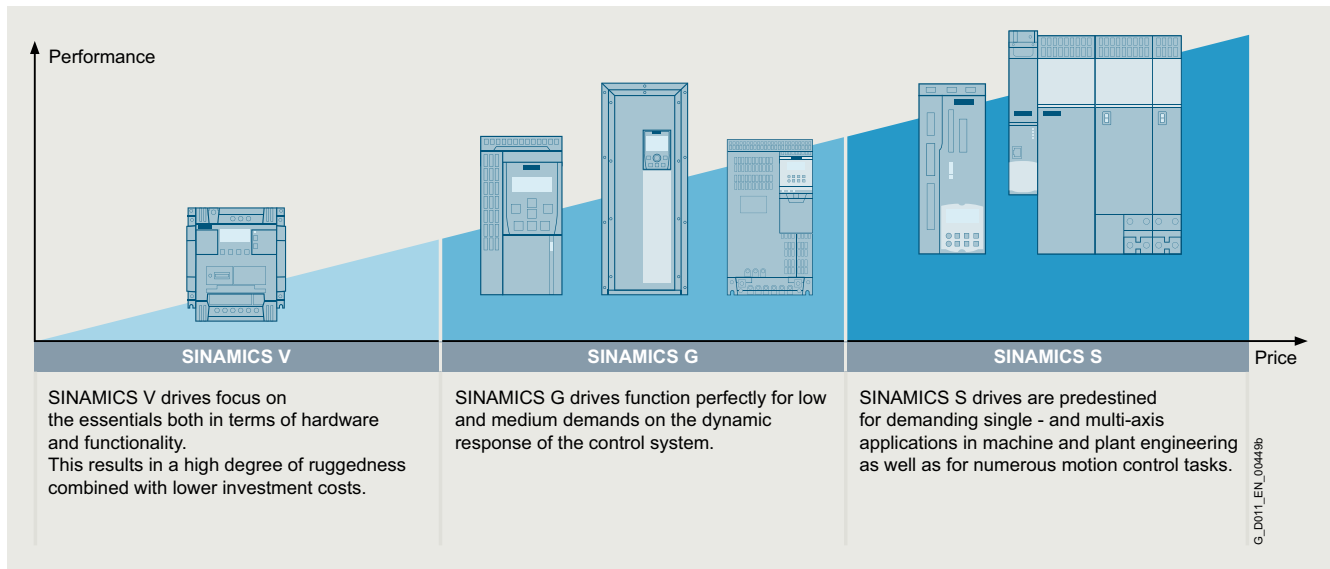 Performance
SINAMICS V
SINAMICS G
SINAMICS S
Price
SINAMICS V drives focus on
the essentials both in terms of hardware
and functionality.
This results in a high degree of ruggedness
combined with lower investment costs.
SINAMICS G drives function perfectly for low
and medium demands on the dynamic
response of the control system.
SINAMICS S drives are predestined
for demanding single - and multi-axis
applications in machine and plant engineering
as well as for numerous motion control tasks.
G_D011_EN_00449b